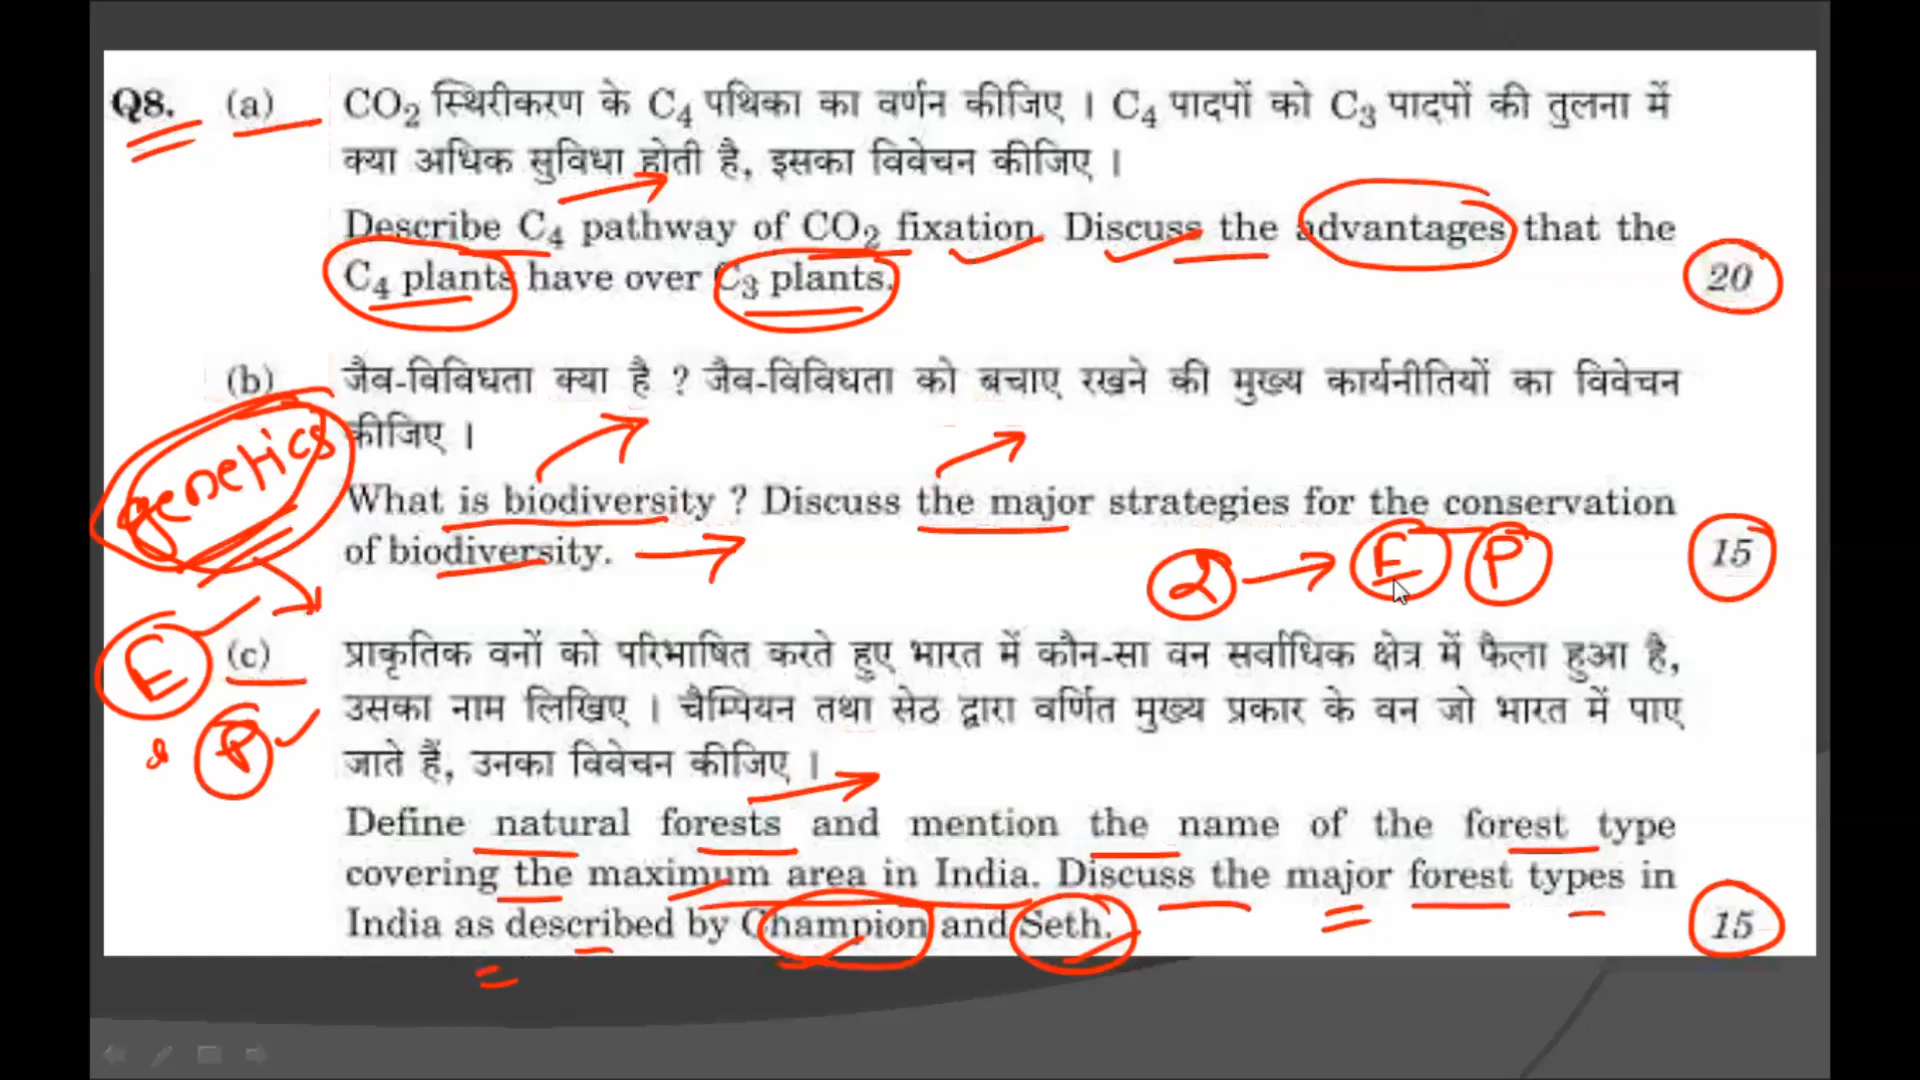 Q8. (a) CO₂ स्थिरीकरण के C₄ पथिका का वर्णन कीजिए । C₄ पादपों को C₃ पादपों की तुलना में
क्या अधिक सुविधा होती है, इसका विवेचन कीजिए ।
Describe C₄ pathway of CO₂ fixation. Discuss the advantages that the
C₄ plants have over C₃ plants. 20
(b) जैव-विविधता क्या है ? जैव-विविधता को बचाए रखने की मुख्य कार्यनीतियों का विवेचन
कीजिए ।
genetics
What is biodiversity ? Discuss the major strategies for the conservation
of biodiversity. 15
2 E P
E
(c) प्राकृतिक वनों को परिभाषित करते हुए भारत में कौन-सा वन सर्वाधिक क्षेत्र में फैला हुआ है,
उसका नाम लिखिए । चैम्पियन तथा सेठ द्वारा वर्णित मुख्य प्रकार के वन जो भारत में पाए
& P
जाते हैं, उनका विवेचन कीजिए ।
Define natural forests and mention the name of the forest type
covering the maximum area in India. Discuss the major forest types in
India as described by Champion and Seth. 15